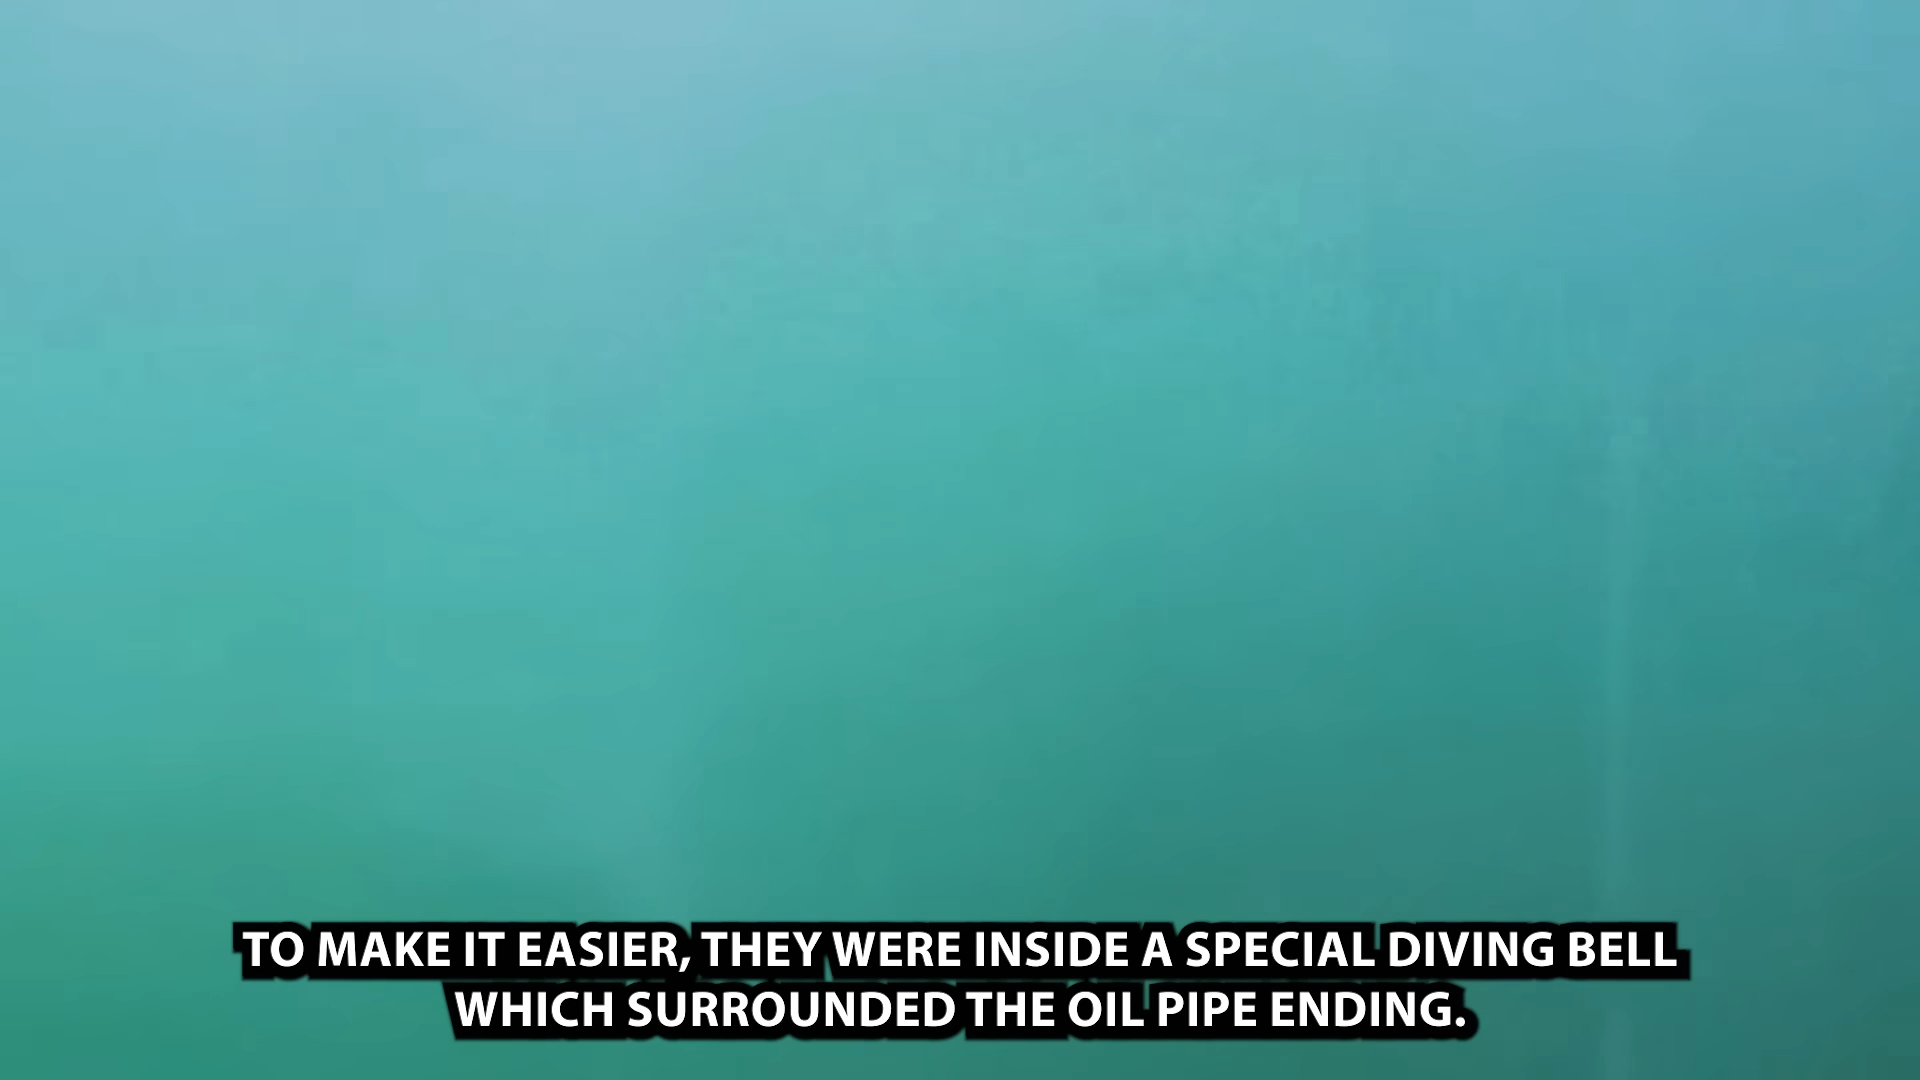 TO MAKE IT EASIER, THEY WERE INSIDE A SPECIAL DIVING BELL
WHICH SURROUNDED THE OIL PIPE ENDING.